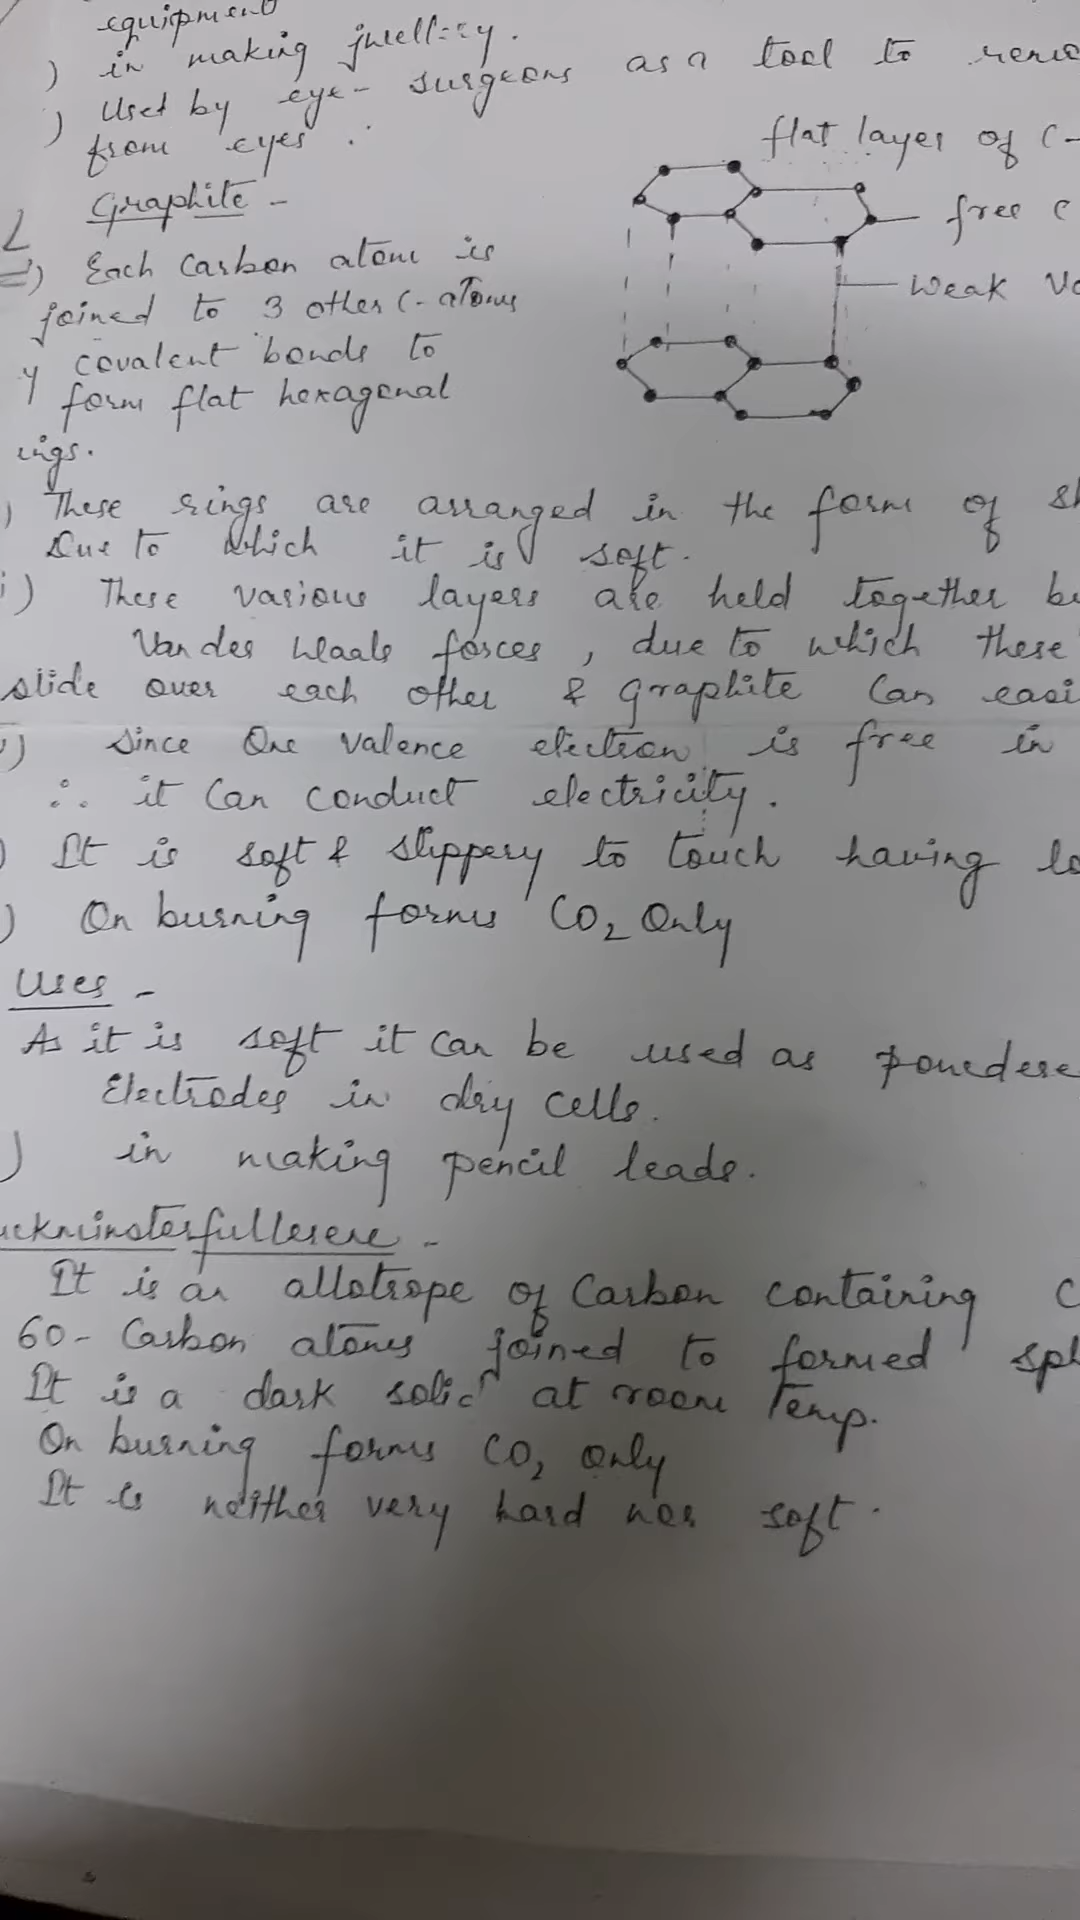 equipment
) in making jwellery.
) Used by eye- surgeons as a tool to
from eyes.
flat layer of C-
Graphite -
free
) Each Carbon atom is
Weak
joined to 3 other C-atoms
y covalent bonds to
form flat hexagonal
ings.
) These rings are arranged in the form of
Due to which it is soft.
i) These various layers are held together
Van der Waals forces, due to which these
slide over each other & graphite Can
) Since One valence electron is free in
∴ it Can conduct electricity.
) It is soft & slippery to touch having
) On burning forms CO2 Only
Uses -
As it is soft it can be used as
Electrodes in dry cells.
) in making pencil leads.
uckminsterfullerene -
It is an allotrope of Carbon containing
60- Carbon atoms joined to formed
It is a dark solid at room Temp.
On burning forms CO2 only
It is neither very hard nor soft.